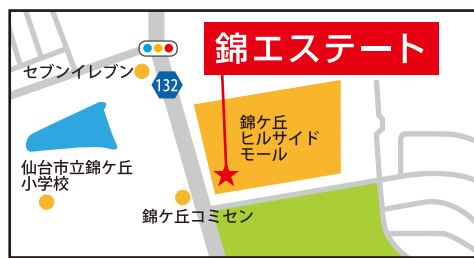 錦エステート
セブンイレブン
132
錦ケ丘
ヒルサイド
モール
仙台市立錦ケ丘
小学校
錦ケ丘コミセン